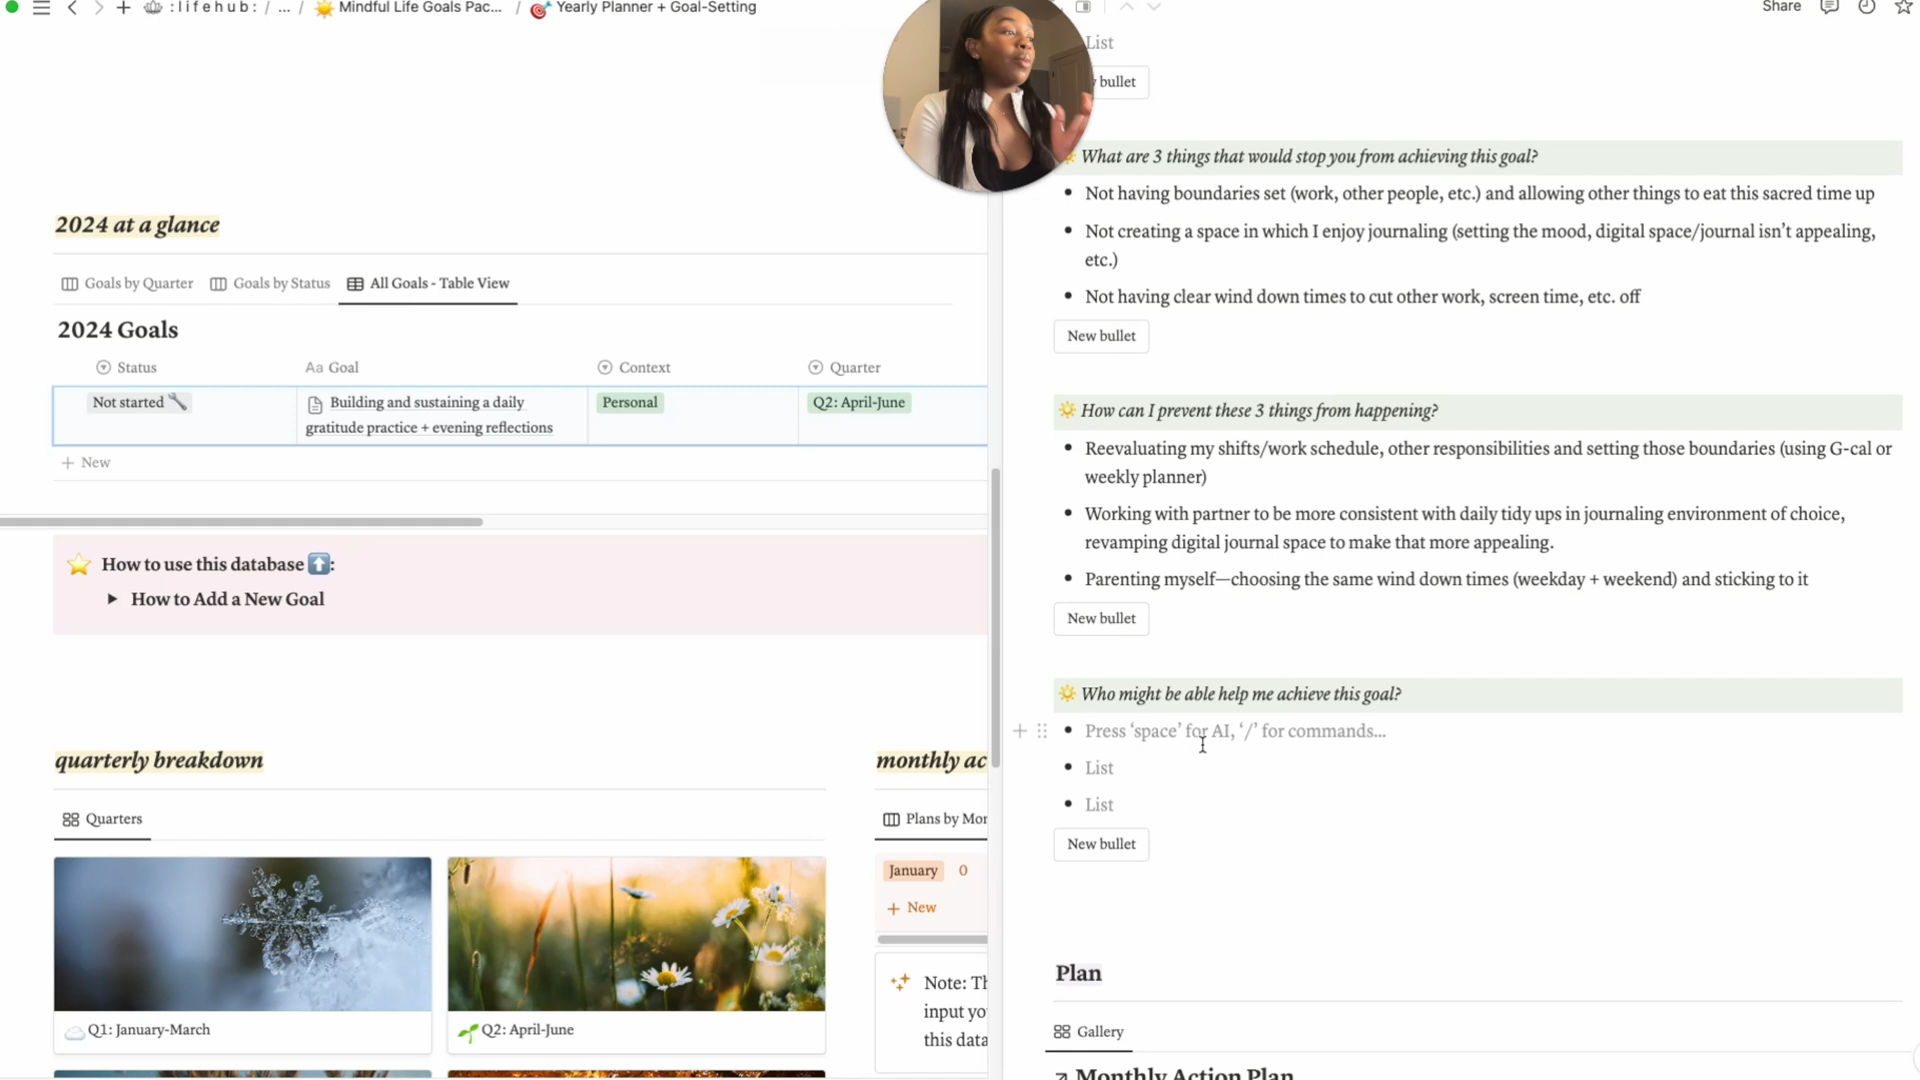 :lifehub: / ... / Mindful Life Goals Pac... / Yearly Planner + Goal-Setting
Share
2024 at a glance
Goals by Quarter Goals by Status All Goals - Table View
2024 Goals
Status Aa Goal Context Quarter
Not started Building and sustaining a daily Personal Q2: April-June
gratitude practice + evening reflections
+ New
How to use this database :
How to Add a New Goal
quarterly breakdown
Quarters
Q1: January-March
Q2: April-June
monthly ac
Plans by Mo
January 0
+ New
Note: Th
input yo
this data
List
bullet
What are 3 things that would stop you from achieving this goal?
• Not having boundaries set (work, other people, etc.) and allowing other things to eat this sacred time up
• Not creating a space in which I enjoy journaling (setting the mood, digital space/journal isn’t appealing,
etc.)
• Not having clear wind down times to cut other work, screen time, etc. off
New bullet
How can I prevent these 3 things from happening?
• Reevaluating my shifts/work schedule, other responsibilities and setting those boundaries (using G-cal or
weekly planner)
• Working with partner to be more consistent with daily tidy ups in journaling environment of choice,
revamping digital journal space to make that more appealing.
• Parenting myself—choosing the same wind down times (weekday + weekend) and sticking to it
New bullet
Who might be able help me achieve this goal?
• Press ‘space’ for AI, ‘/’ for commands...
• List
• List
New bullet
Plan
Gallery
Monthly Action Plan